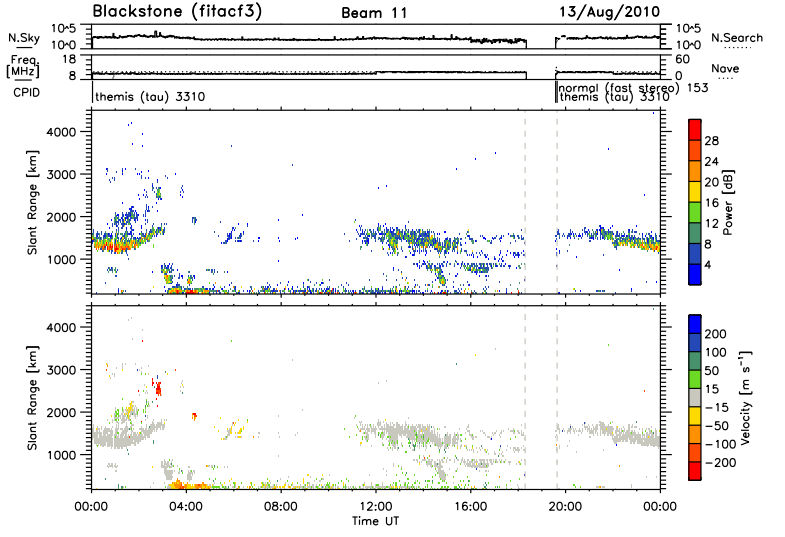 Blackstone (fitacf3) Beam 11 13/Aug/2010
N.Sky 10^5 10^0 10^5 10^0 N.Search
Freq. [MHz] 18 8 60 0 Nave
CPID themis (tau) 3310 normal (fast stereo) 153
themis (tau) 3310
Slant Range [km]
4000
3000
2000
1000
Power [dB]
28
24
20
16
12
8
4
Slant Range [km]
4000
3000
2000
1000
Velocity [m s⁻¹]
200
100
50
15
-15
-50
-100
-200
00:00 04:00 08:00 12:00 16:00 20:00 00:00
Time UT